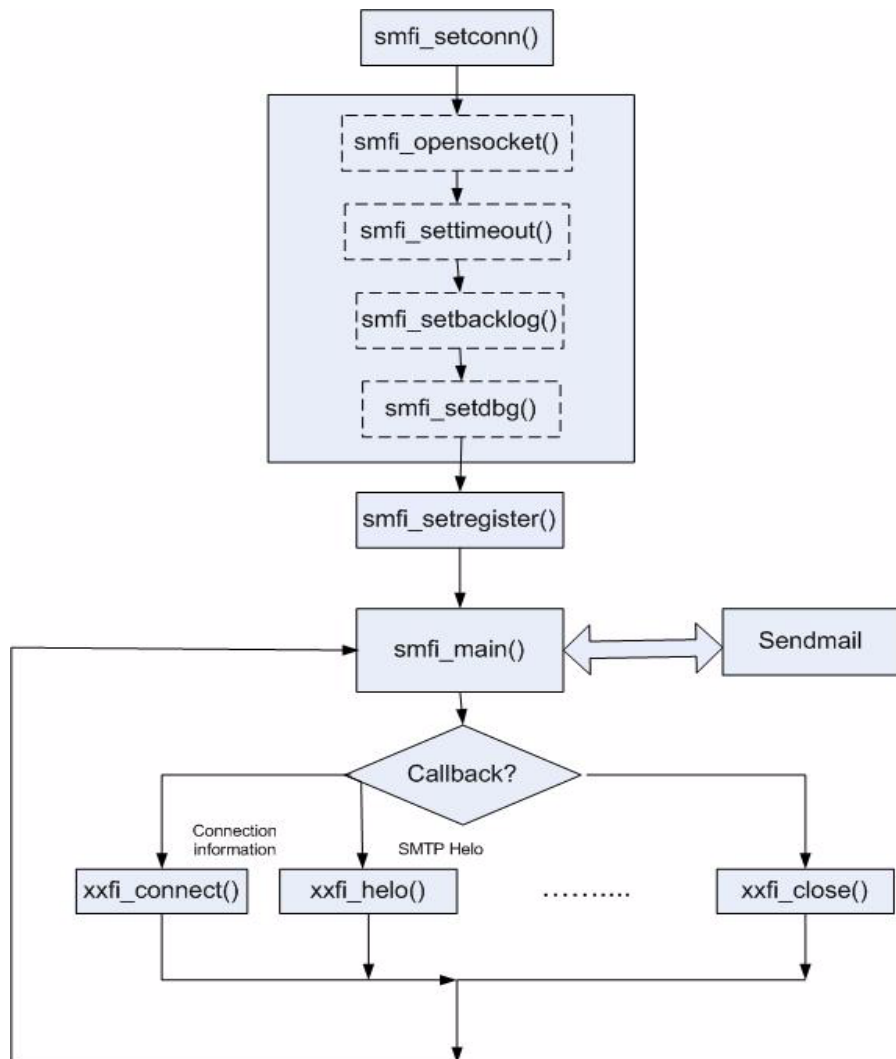 smfi_setconn()
smfi_opensocket()
smfi_settimeout()
smfi_setbacklog()
smfi_setdbg()
smfi_setregister()
smfi_main()
Sendmail
Callback?
Connection
information
SMTP Helo
xxfi_connect()
xxfi_helo()
..........
xxfi_close()